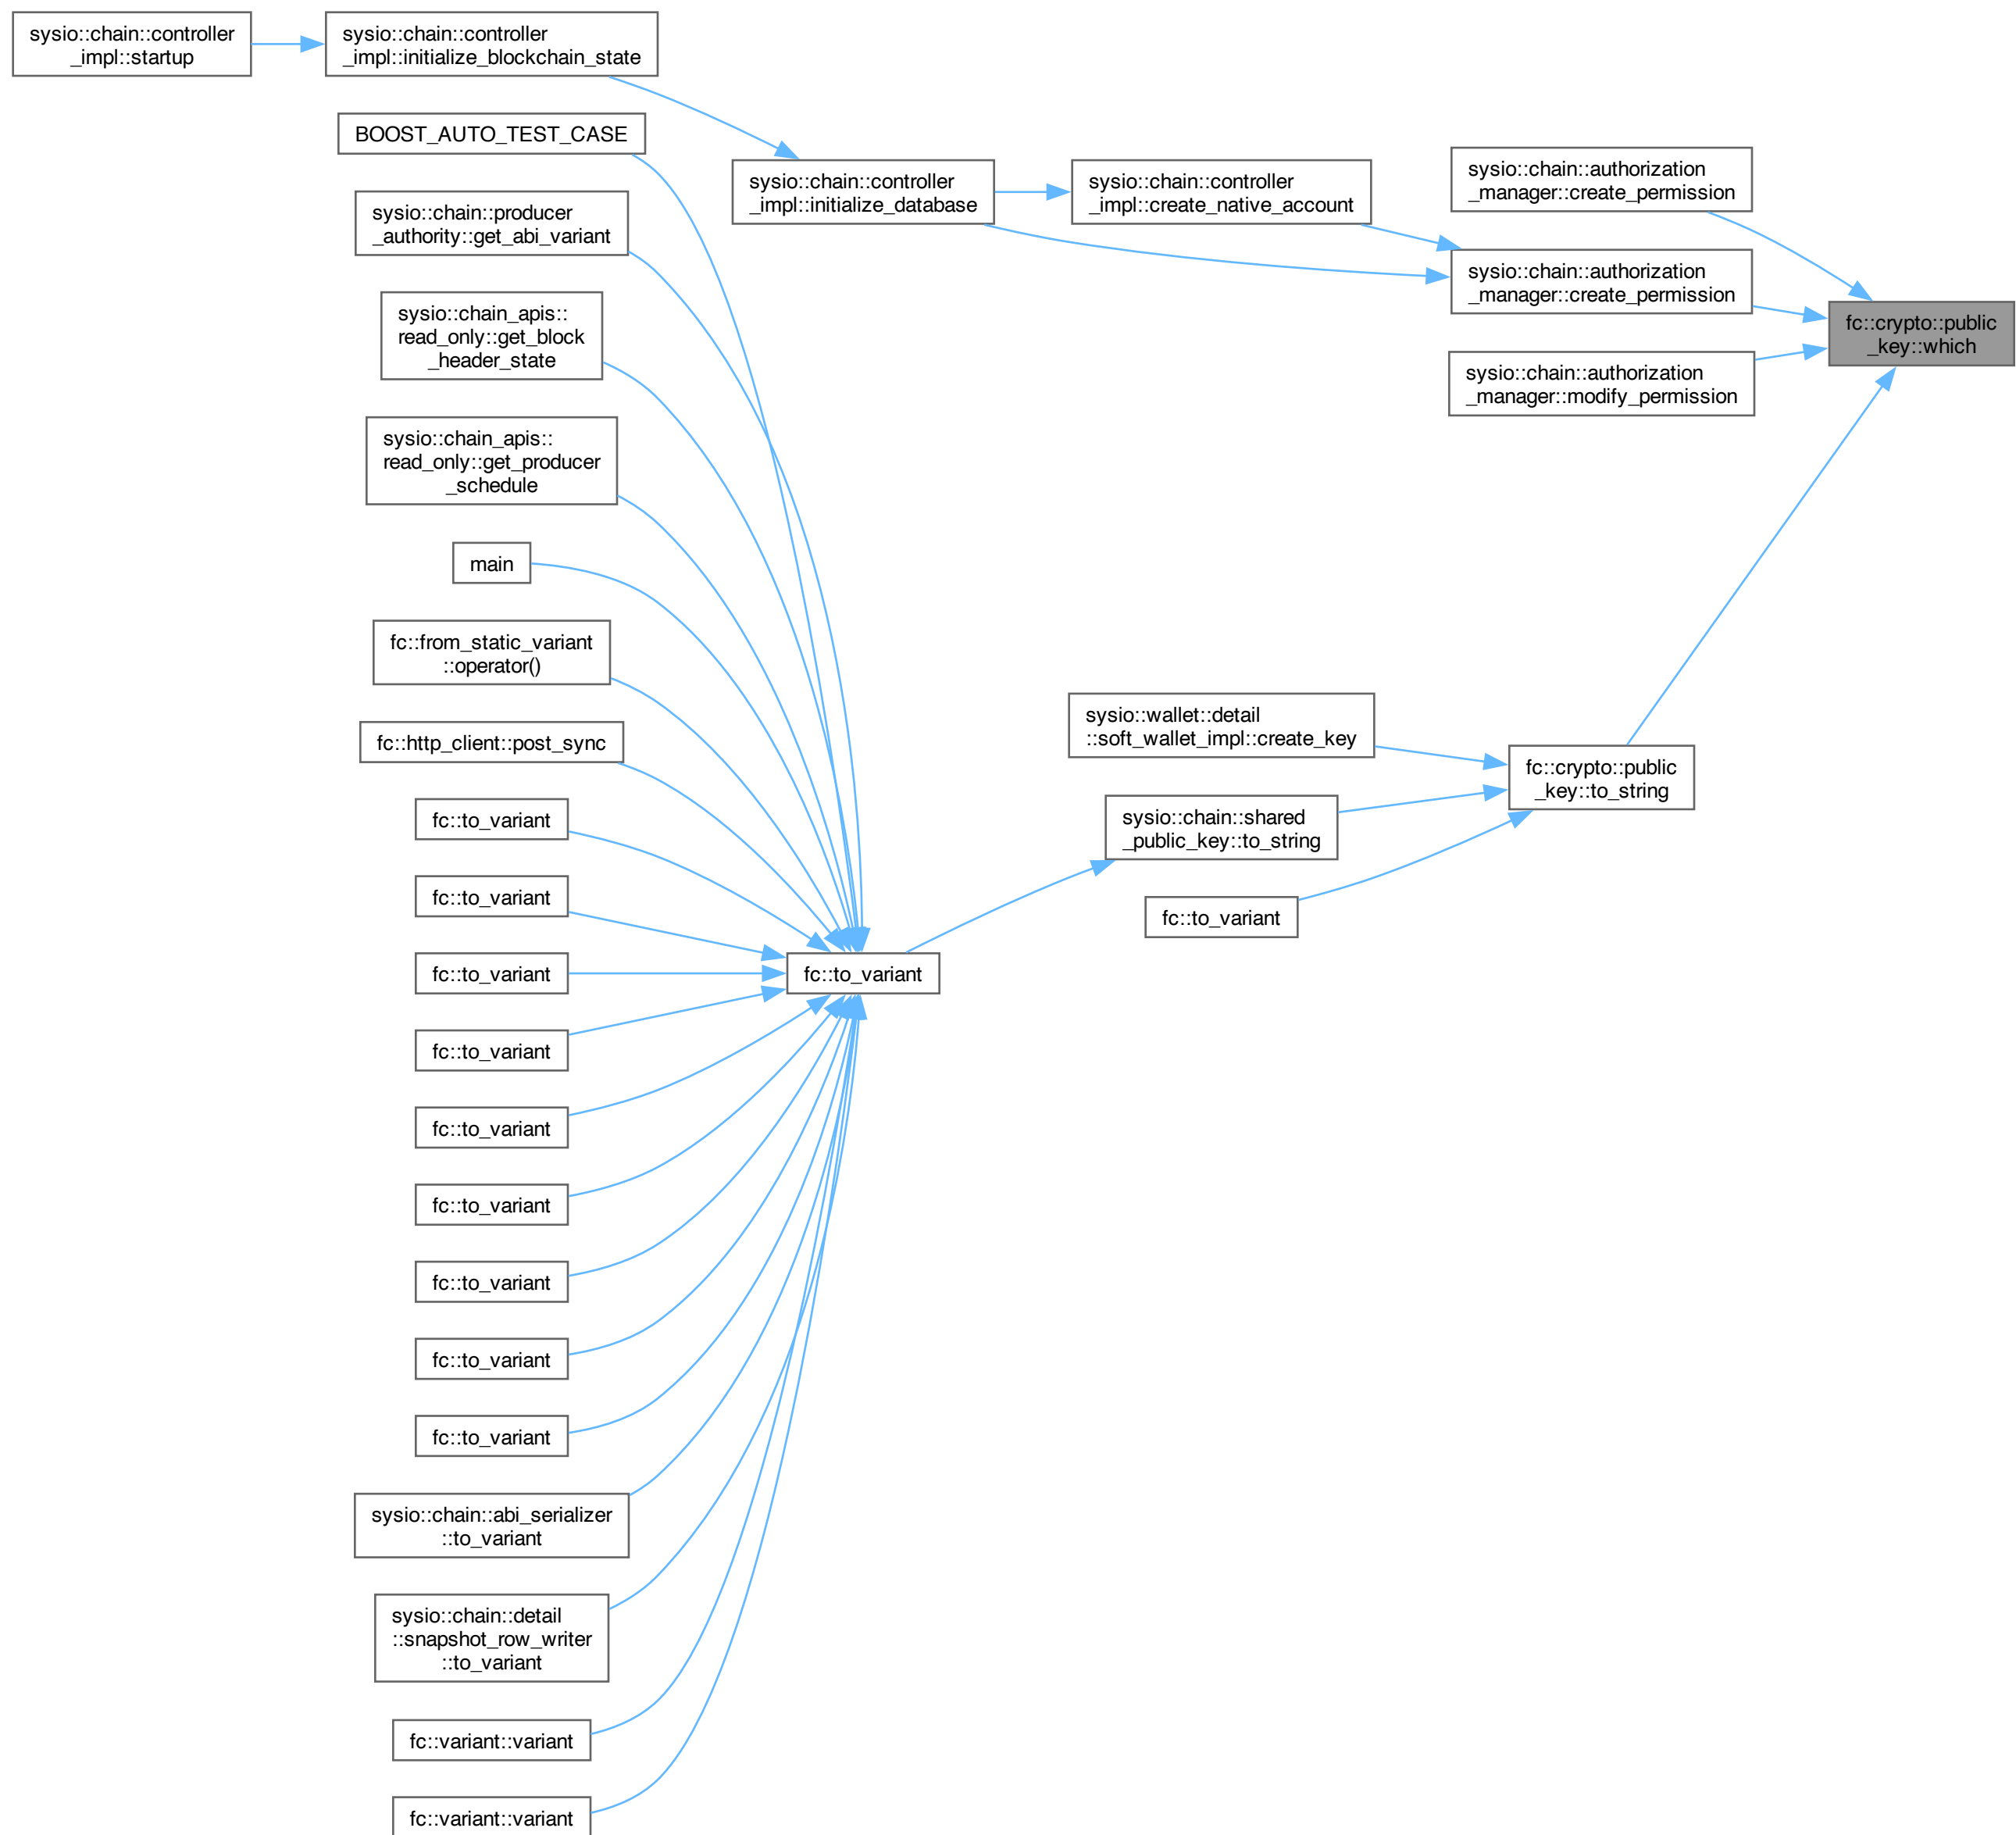 sysio::chain::controller
_impl::startup
sysio::chain::controller
_impl::initialize_blockchain_state
BOOST_AUTO_TEST_CASE
sysio::chain::producer
_authority::get_abi_variant
sysio::chain_apis::
read_only::get_block
_header_state
sysio::chain_apis::
read_only::get_producer
_schedule
main
fc::from_static_variant
::operator()
fc::http_client::post_sync
fc::to_variant
fc::to_variant
fc::to_variant
fc::to_variant
fc::to_variant
fc::to_variant
fc::to_variant
fc::to_variant
fc::to_variant
sysio::chain::abi_serializer
::to_variant
sysio::chain::detail
::snapshot_row_writer
::to_variant
fc::variant::variant
fc::variant::variant
sysio::chain::controller
_impl::initialize_database
fc::to_variant
sysio::chain::controller
_impl::create_native_account
sysio::wallet::detail
::soft_wallet_impl::create_key
sysio::chain::shared
_public_key::to_string
fc::to_variant
sysio::chain::authorization
_manager::create_permission
sysio::chain::authorization
_manager::create_permission
sysio::chain::authorization
_manager::modify_permission
fc::crypto::public
_key::to_string
fc::crypto::public
_key::which